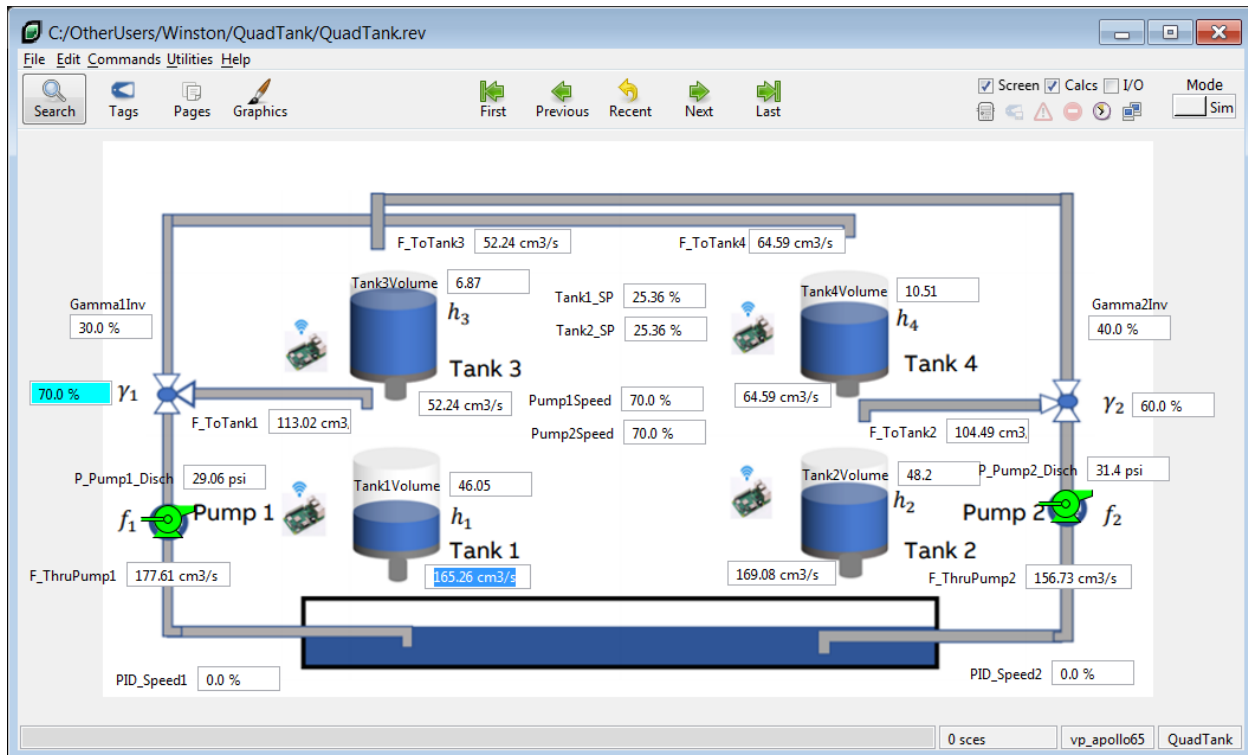 C:/OtherUsers/Winston/QuadTank/QuadTank.rev
File Edit Commands Utilities Help
Search Tags Pages Graphics First Previous Recent Next Last
Screen Calcs I/O Mode
Sim
F_ToTank3 52.24 cm3/s F_ToTank4 64.59 cm3/s
Tank3Volume 6.87 Tank4Volume 10.51
Gamma1Inv Tank1_SP 25.36 % Gamma2Inv
30.0 % h₃ Tank2_SP 25.36 % h₄ 40.0 %
Tank 3 Tank 4
70.0 % γ₁ 52.24 cm3/s Pump1Speed 70.0 % 64.59 cm3/s γ₂ 60.0 %
F_ToTank1 113.02 cm3, Pump2Speed 70.0 % F_ToTank2 104.49 cm3,
P_Pump1_Disch 29.06 psi Tank1Volume 46.05 Tank2Volume 48.2 P_Pump2_Disch 31.4 psi
f₁ Pump 1 h₁ h₂ Pump 2 f₂
Tank 1 Tank 2
F_ThruPump1 177.61 cm3/s 165.26 cm3/s 169.08 cm3/s F_ThruPump2 156.73 cm3/s
PID_Speed1 0.0 % PID_Speed2 0.0 %
0 sces vp_apollo65 QuadTank